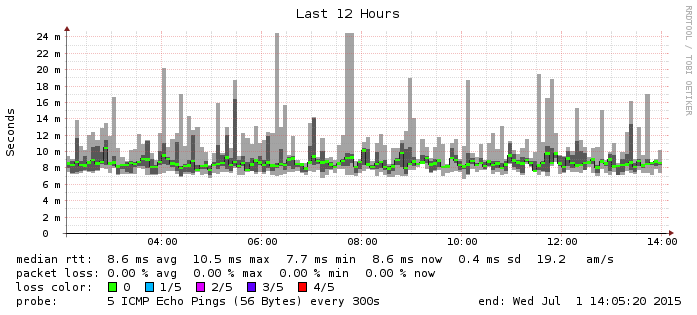 Last 12 Hours
RRDTOOL / TOBI OETIKER
Seconds
24 m
22 m
20 m
18 m
16 m
14 m
12 m
10 m
8 m
6 m
4 m
2 m
0
04:00 06:00 08:00 10:00 12:00 14:00
median rtt: 8.6 ms avg 10.5 ms max 7.7 ms min 8.6 ms now 0.4 ms sd 19.2 am/s
packet loss: 0.00 % avg 0.00 % max 0.00 % min 0.00 % now
loss color: 0 1/5 2/5 3/5 4/5
probe: 5 ICMP Echo Pings (56 Bytes) every 300s end: Wed Jul 1 14:05:20 2015